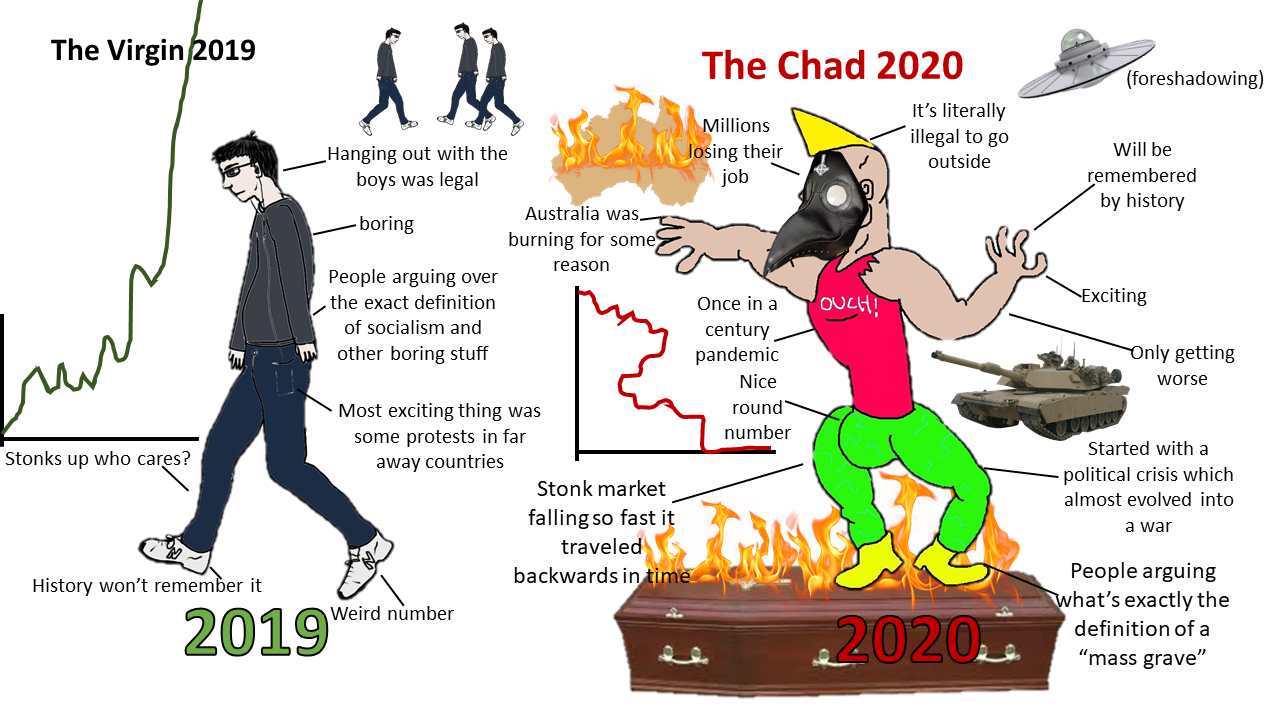 The Virgin 2019
Hanging out with the
boys was legal
boring
People arguing over
the exact definition
of socialism and
other boring stuff
Most exciting thing was
some protests in far
away countries
Stonks up who cares?
History won’t remember it
Weird number
2019
The Chad 2020
(foreshadowing)
Millions
losing their
job
It’s literally
illegal to go
outside
Will be
remembered
by history
Australia was
burning for some
reason
OUCH!
Exciting
Once in a
century
pandemic
Only getting
worse
Nice
round
number
Started with a
political crisis which
almost evolved into
a war
Stonk market
falling so fast it
traveled
backwards in time
People arguing
what’s exactly the
definition of a
“mass grave”
2020